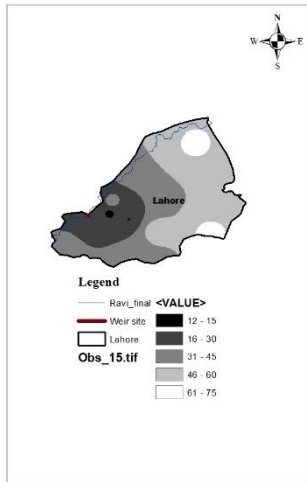 N
W E
S
Lahore
Legend
Ravi_final
Weir site
Lahore
Obs_15.tif
<VALUE>
12 - 15
16 - 30
31 - 45
46 - 60
61 - 75